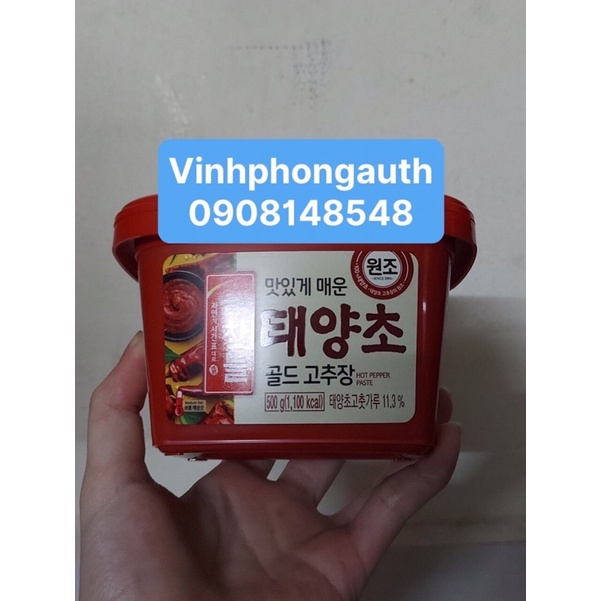 Vinhphongauth
0908148548
원조
맛있게 매운
태양초
골드 고추장
HOT PEPPER
PASTE
500 g(1,100 kcal)
태양초고춧가루 11.3 %